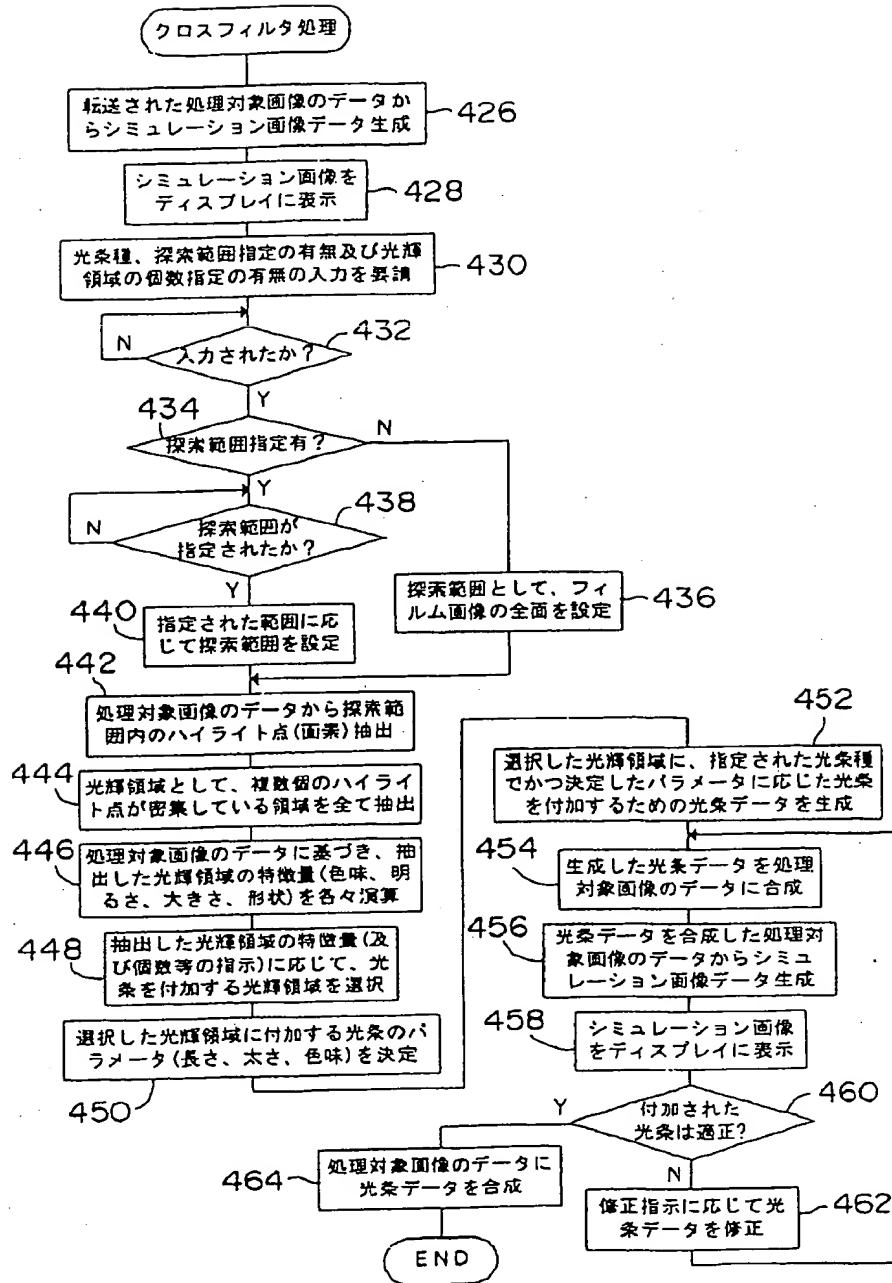 クロスフィルタ処理
転送された処理対象画像のデータか
らシミュレーション画像データ生成
426
シミュレーション画像を
ディスプレイに表示
428
光条種、探索範囲指定の有無及び光輝
領域の個数指定の有無の入力を要請
430
432
N
入力されたか?
Y
434
N
探索範囲指定有?
Y
438
N
探索範囲が
指定されたか?
Y
探索範囲として、フィ
ルム画像の全面を設定
436
440
指定された範囲に応
じて探索範囲を設定
442
処理対象画像のデータから探索範
囲内のハイライト点(画素)抽出
444
光輝領域として、複数個のハイライ
ト点が密集している領域を全て抽出
446
処理対象画像のデータに基づき、抽
出した光輝領域の特徴量(色味、明
るさ、大きさ、形状)を各々演算
448
抽出した光輝領域の特徴量(及
び個数等の指示)に応じて、光
条を付加する光輝領域を選択
選択した光輝領域に付加する光条のパ
ラメータ(長さ、太さ、色味)を決定
450
452
選択した光輝領域に、指定された光条種
でかつ決定したパラメータに応じた光条
を付加するための光条データを生成
454
生成した光条データを処理
対象画像のデータに合成
456
光条データを合成した処理対
象画像のデータからシミュ
レーション画像データ生成
458
シミュレーション画像
をディスプレイに表示
460
Y
付加された
光条は適正?
N
464
処理対象画像のデータに
光条データを合成
修正指示に応じて光
条データを修正
462
END